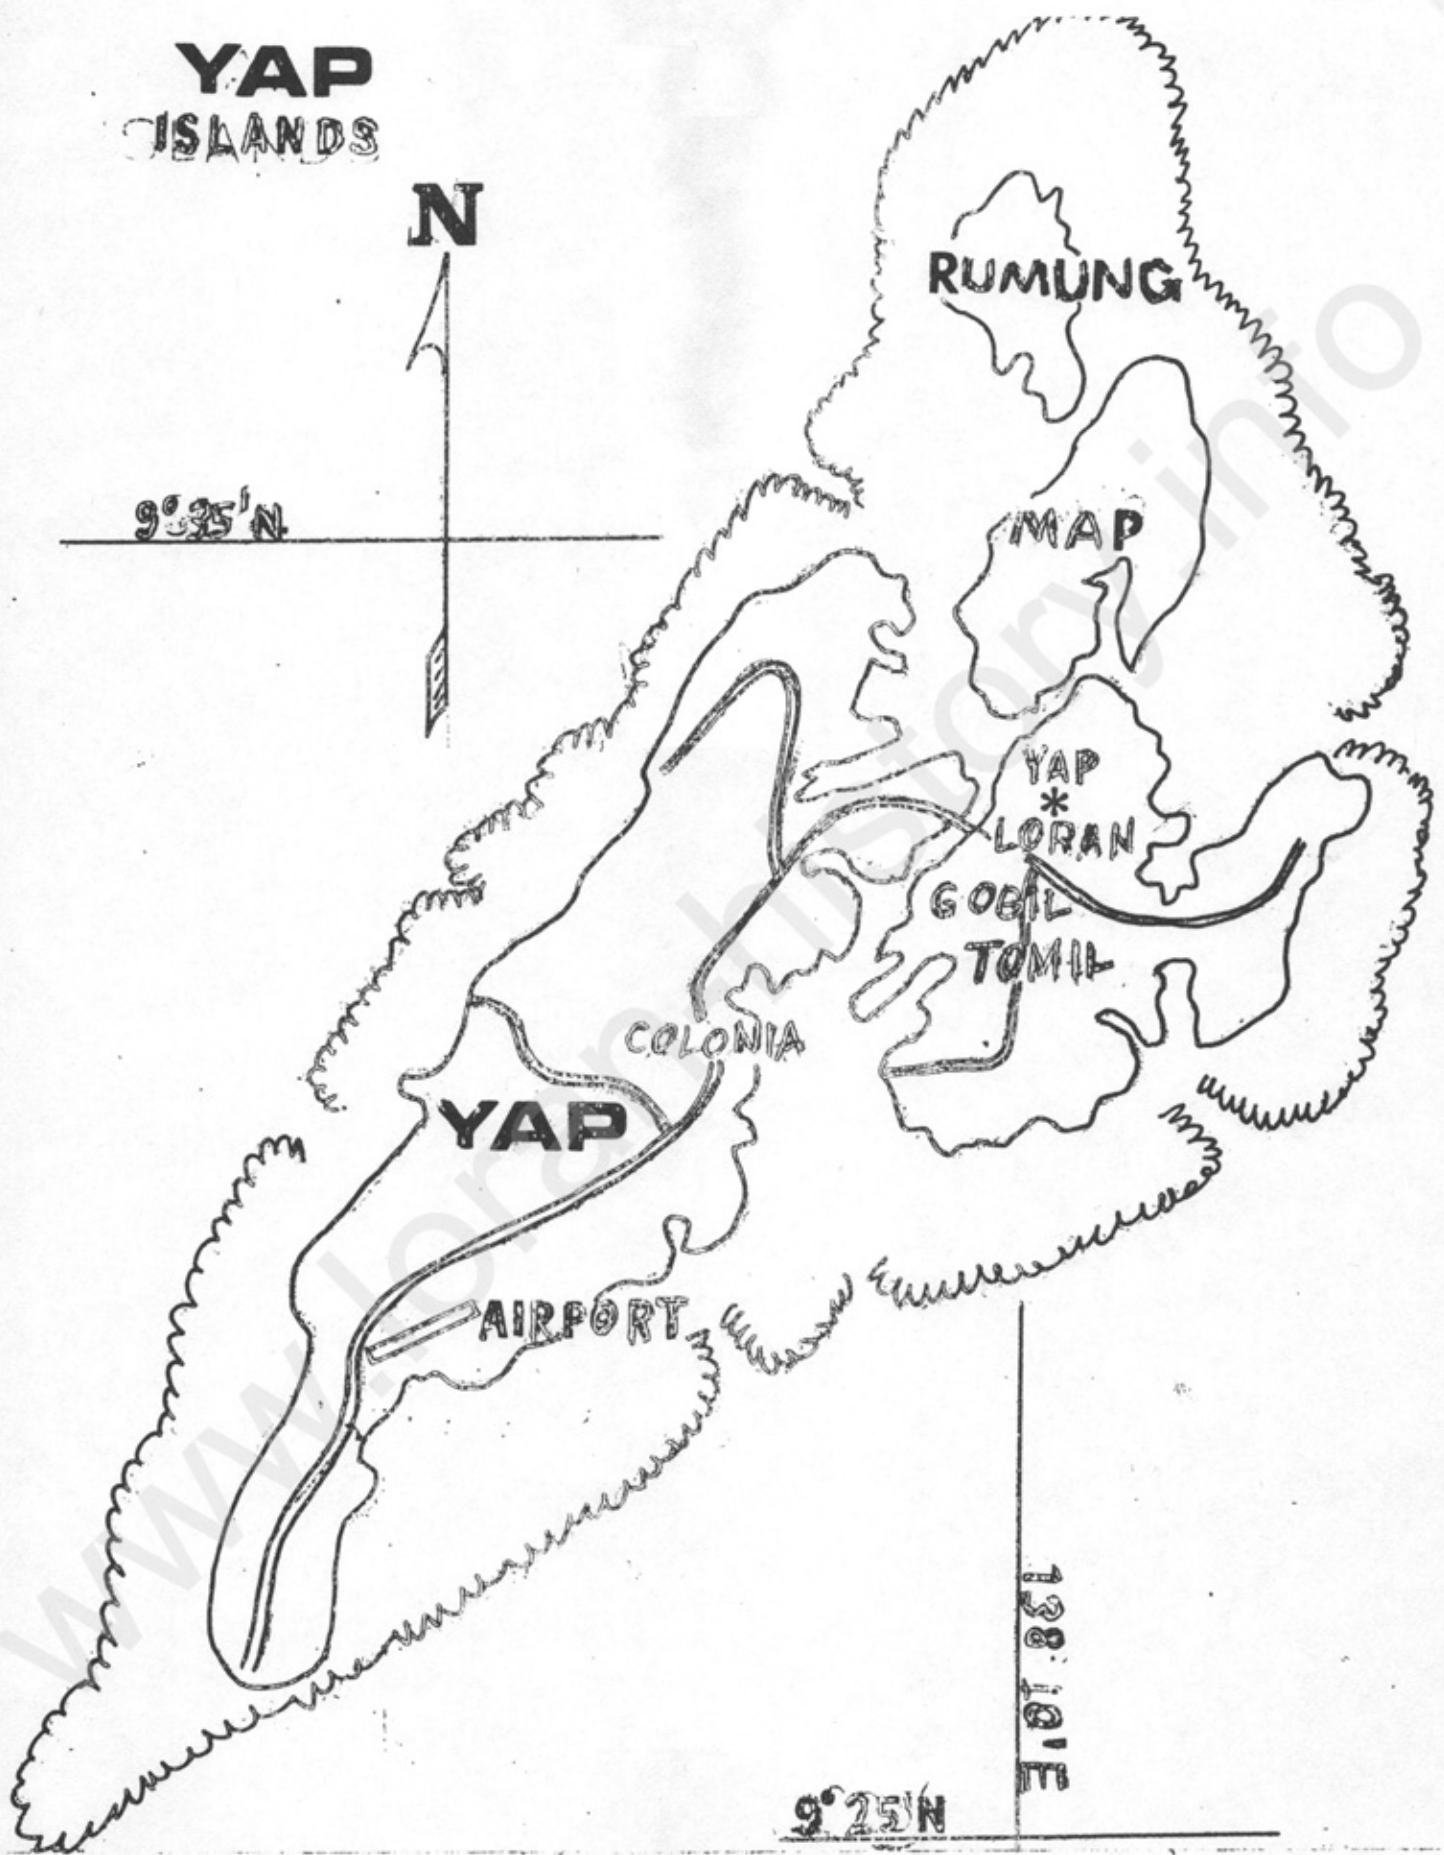 YAP
ISLANDS
N
RUMUNG
9°35'N
MAP
YAP
*
LORAN
GOBIL
TOMIL
COLONIA
YAP
AIRPORT
138 10'E
9°25'N
www.loran-history.info